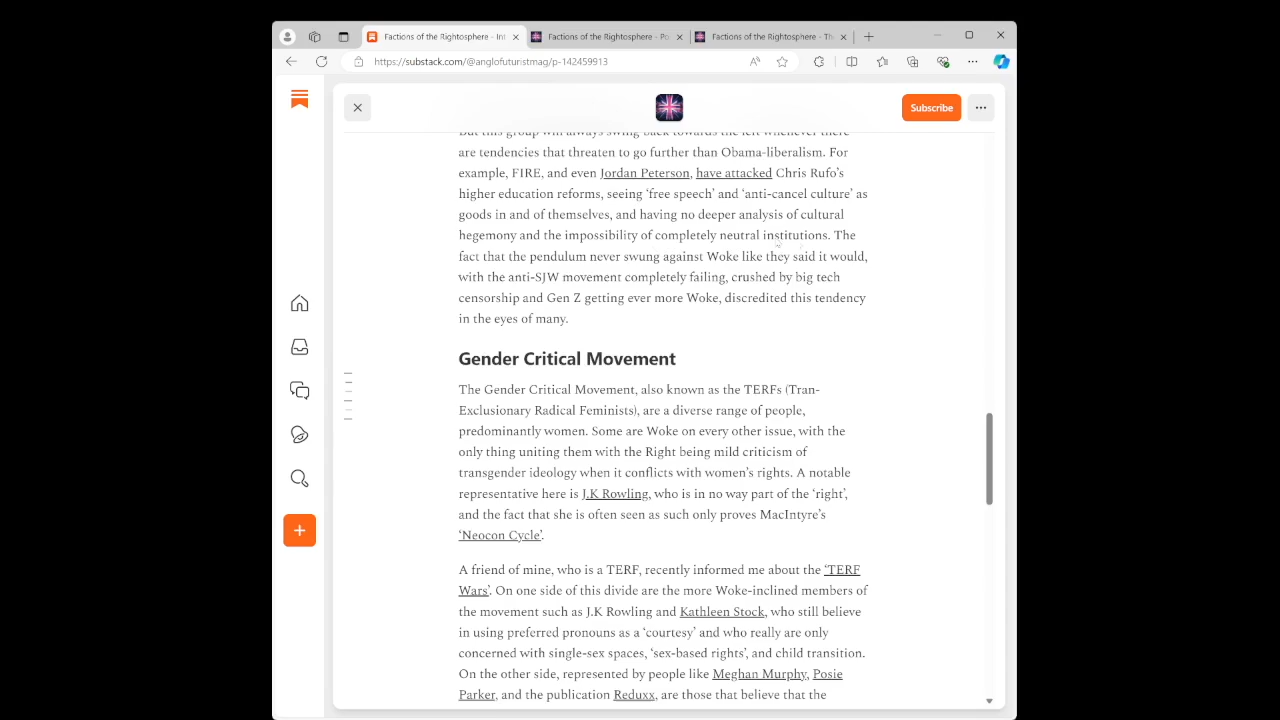 Factions of the Rightosphere - Int
Factions of the Rightosphere - Po
Factions of the Rightosphere - Th
https://substack.com/@anglofuturistmag/p-142459913
Subscribe
But this group will always swing back towards the left whenever there
are tendencies that threaten to go further than Obama-liberalism. For
example, FIRE, and even Jordan Peterson, have attacked Chris Rufo’s
higher education reforms, seeing ‘free speech’ and ‘anti-cancel culture’ as
goods in and of themselves, and having no deeper analysis of cultural
hegemony and the impossibility of completely neutral institutions. The
fact that the pendulum never swung against Woke like they said it would,
with the anti-SJW movement completely failing, crushed by big tech
censorship and Gen Z getting ever more Woke, discredited this tendency
in the eyes of many.
Gender Critical Movement
The Gender Critical Movement, also known as the TERFs (Tran-
Exclusionary Radical Feminists), are a diverse range of people,
predominantly women. Some are Woke on every other issue, with the
only thing uniting them with the Right being mild criticism of
transgender ideology when it conflicts with women’s rights. A notable
representative here is J.K Rowling, who is in no way part of the ‘right’,
and the fact that she is often seen as such only proves MacIntyre’s
‘Neocon Cycle’.
A friend of mine, who is a TERF, recently informed me about the ‘TERF
Wars’. On one side of this divide are the more Woke-inclined members of
the movement such as J.K Rowling and Kathleen Stock, who still believe
in using preferred pronouns as a ‘courtesy’ and who really are only
concerned with single-sex spaces, ‘sex-based rights’, and child transition.
On the other side, represented by people like Meghan Murphy, Posie
Parker, and the publication Reduxx, are those that believe that the